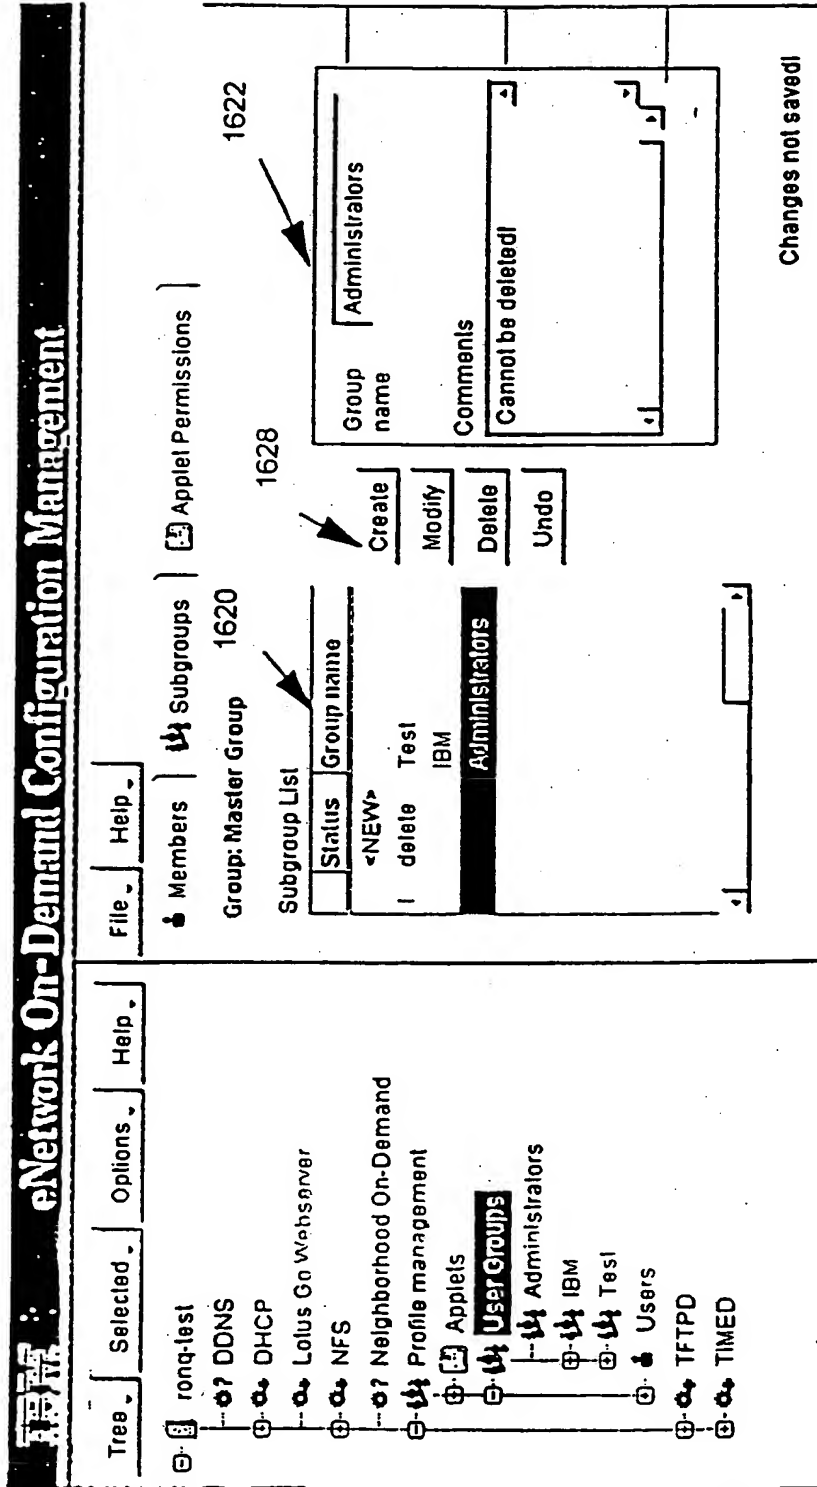 IBM eNetwork On-Demand Configuration Management
Tree Selected Options Help
ronq-test
DDNS
DHCP
Lotus Go Webserver
NFS
Neighborhood On-Demand
Profile management
Applets
User Groups
Administrators
IBM
Test
Users
TFTPD
TIMED
File Help
Members Subgroups Applet Permissions
Group: Master Group
1620
1628
1622
Subgroup List
Status Group name
<NEW>
delete Test
IBM
Administrators
Create
Modify
Delete
Undo
Group name
Administrators
Comments
Cannot be deleted!
Changes not saved!